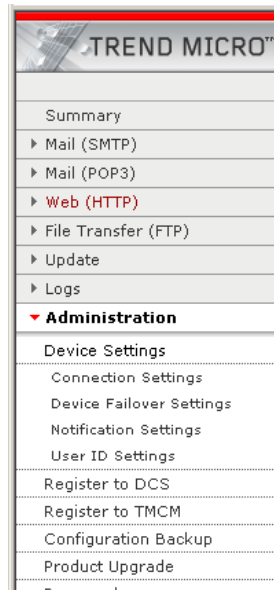 TREND MICRO™
Summary
Mail (SMTP)
Mail (POP3)
Web (HTTP)
File Transfer (FTP)
Update
Logs
Administration
Device Settings
Connection Settings
Device Failover Settings
Notification Settings
User ID Settings
Register to DCS
Register to TMCM
Configuration Backup
Product Upgrade